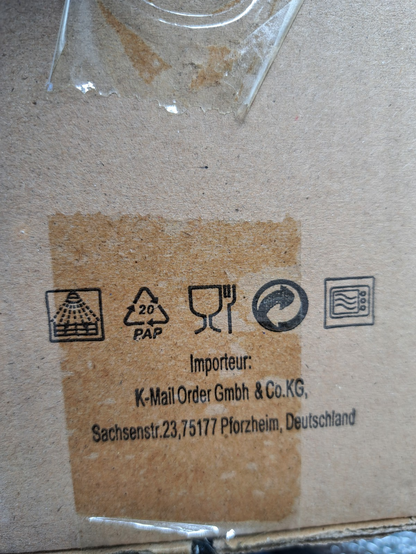 20
PAP
Importeur:
K-Mail Order Gmbh & Co.KG,
Sachsenstr.23,75177 Pforzheim, Deutschland